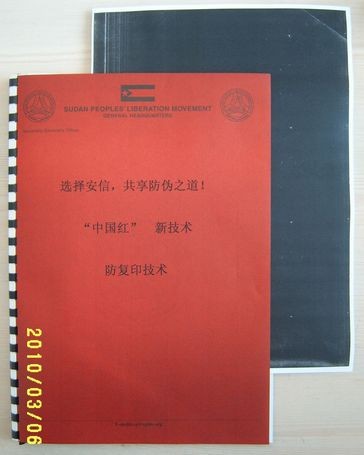 SUDAN PEOPLES' LIBERATION MOVEMENT
GENERAL HEADQUARTERS
选择安信，共享防伪之道！
“中国红” 新技术
防复印技术
2010/03/06